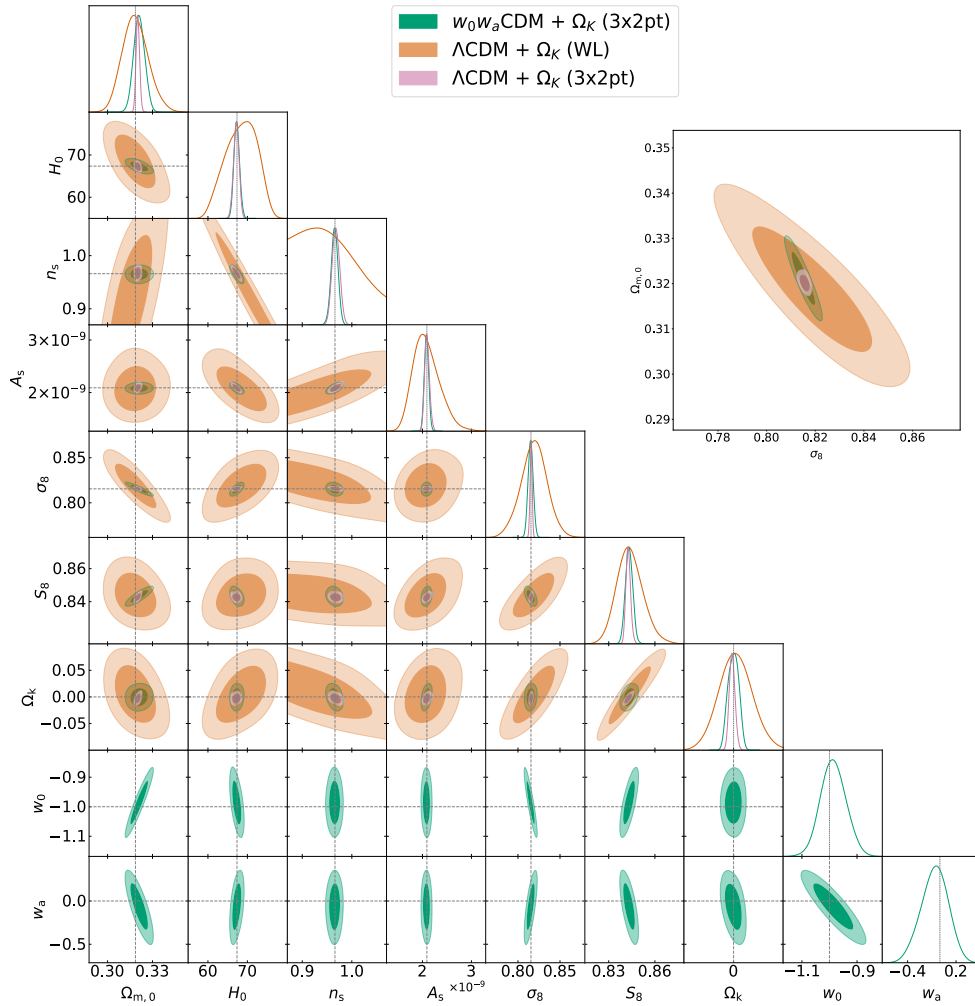 w₀wₐCDM + Ω_K (3x2pt)
ΛCDM + Ω_K (WL)
ΛCDM + Ω_K (3x2pt)
H₀
70
60
n_s
1.0
0.9
A_s
3×10⁻⁹
2×10⁻⁹
σ₈
0.85
0.80
S₈
0.86
0.84
Ω_k
0.05
0.00
−0.05
w₀
−0.9
−1.0
−1.1
w_a
0.0
−0.5
0.30 0.33 60 70 0.9 1.0 2 3 0.80 0.85 0.83 0.86 0 −1.1 −0.9 −0.4 0.2
Ω_m,0 H₀ n_s A_s ×10⁻⁹ σ₈ S₈ Ω_k w₀ w_a
Ω_m,0
0.35
0.34
0.33
0.32
0.31
0.30
0.29
0.78 0.80 0.82 0.84 0.86
σ₈